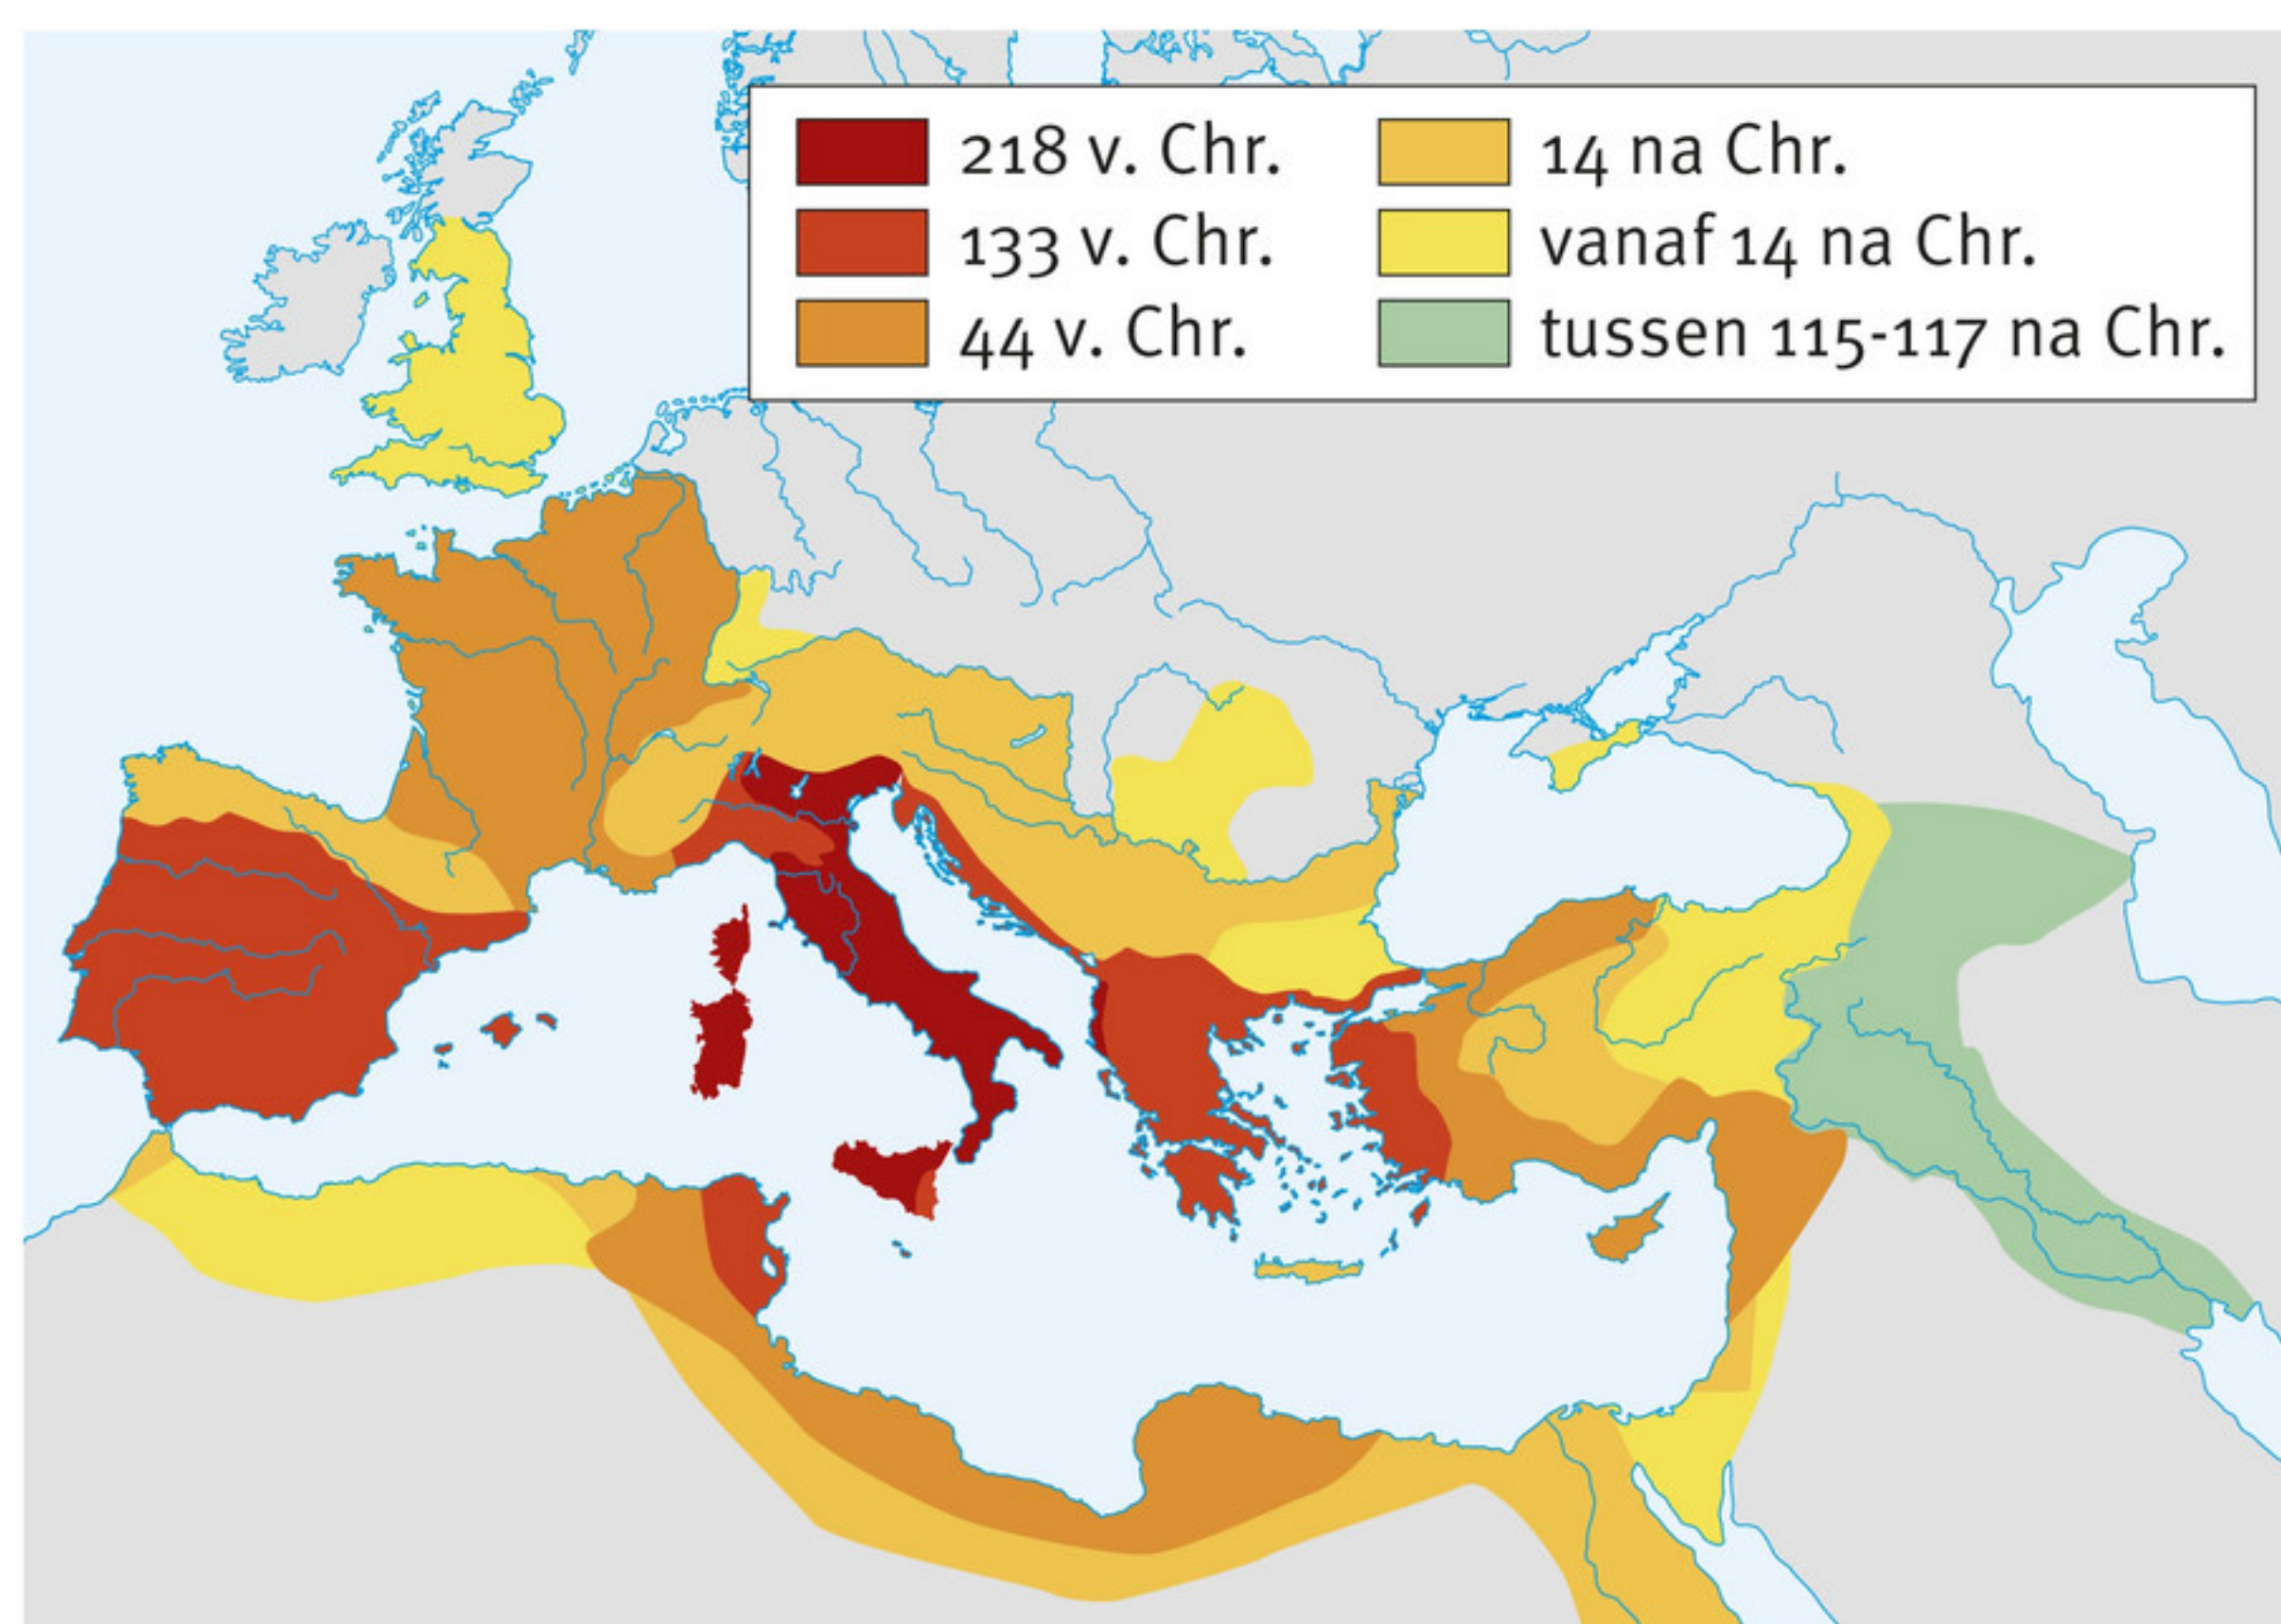 218 v. Chr.
133 v. Chr.
44 v. Chr.
14 na Chr.
vanaf 14 na Chr.
tussen 115-117 na Chr.